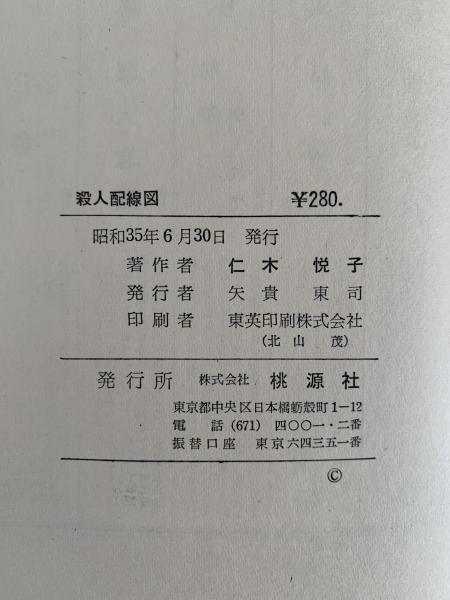 殺人配線図 ¥280.
昭和35年6月30日 発行
著作者 仁木悦子
発行者 矢貴東司
印刷者 東英印刷株式会社
(北山 茂)
発行所 株式会社 桃源社
東京都中央区日本橋蛎殻町1-12
電話(671)四〇〇一・二番
振替口座 東京六四三五一番
©